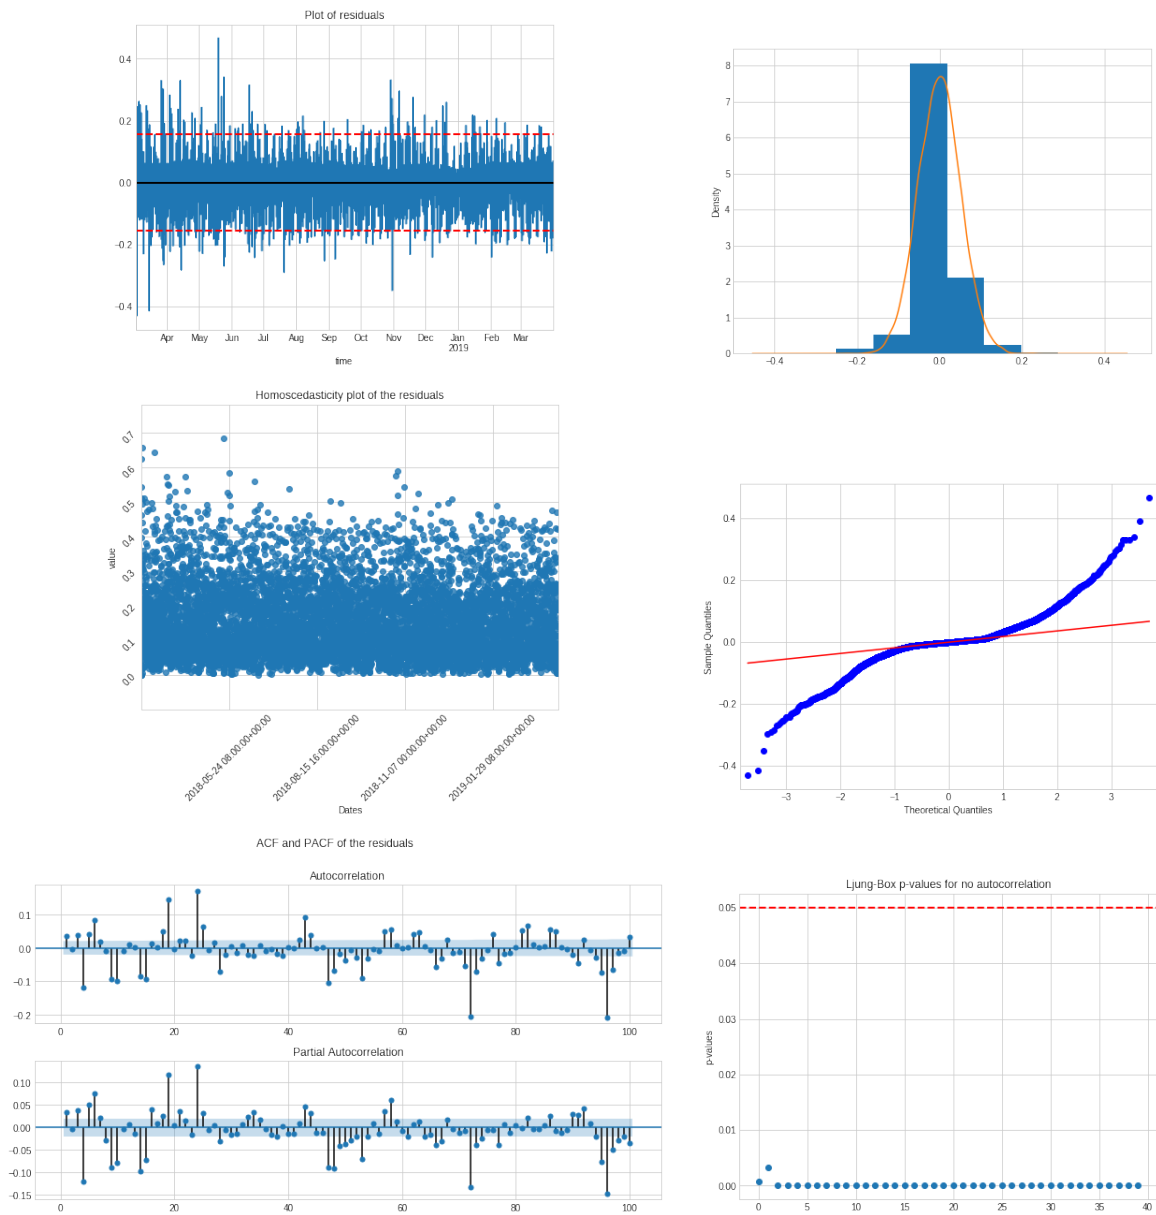 Plot of residuals
0.4
0.2
0.0
−0.2
−0.4
Apr May Jun Jul Aug Sep Oct Nov Dec Jan Feb Mar
2019
time
8
7
6
5
4
3
2
1
0
Density
−0.4 −0.2 0.0 0.2 0.4
Homoscedasticity plot of the residuals
0.7
0.6
0.5
0.4
0.3
0.2
0.1
0.0
value
2018-05-24 08:00:00+00:00
2018-08-15 16:00:00+00:00
2018-11-07 00:00:00+00:00
2019-01-29 08:00:00+00:00
Dates
0.4
0.2
0.0
−0.2
−0.4
Sample Quantiles
−3 −2 −1 0 1 2 3
Theoretical Quantiles
ACF and PACF of the residuals
Autocorrelation
0.1
0.0
−0.1
−0.2
0 20 40 60 80 100
Partial Autocorrelation
0.10
0.05
0.00
−0.05
−0.10
−0.15
0 20 40 60 80 100
Ljung-Box p-values for no autocorrelation
0.05
0.04
0.03
0.02
0.01
0.00
p-values
0 5 10 15 20 25 30 35 40